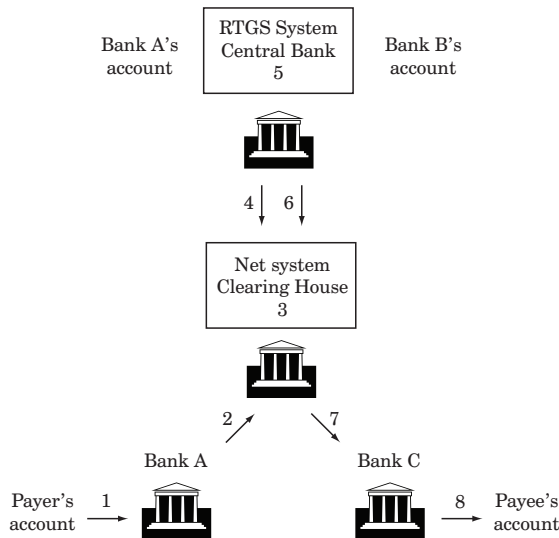 RTGS System
Central Bank
5
Bank A's
account
Bank B's
account
4
6
Net system
Clearing House
3
2
7
Bank A
Bank C
Payer's
account
1
8
Payee's
account